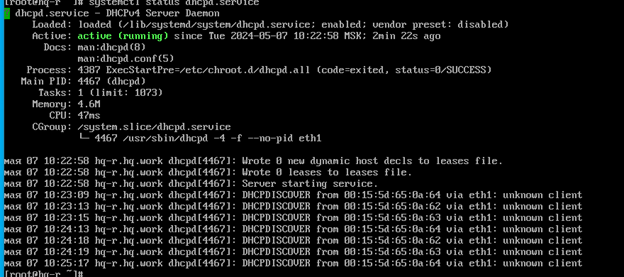 [root@hq-r ~]# systemctl status dhcpd.service
dhcpd.service - DHCPv4 Server Daemon
Loaded: loaded (/lib/systemd/system/dhcpd.service; enabled; vendor preset: disabled)
Active: active (running) since Tue 2024-05-07 10:22:58 MSK; 2min 22s ago
Docs: man:dhcpd(8)
man:dhcpd.conf(5)
Process: 4387 ExecStartPre=/etc/chroot.d/dhcpd.all (code=exited, status=0/SUCCESS)
Main PID: 4467 (dhcpd)
Tasks: 1 (limit: 1073)
Memory: 4.6M
CPU: 47ms
CGroup: /system.slice/dhcpd.service
└─ 4467 /usr/sbin/dhcpd -4 -f --no-pid eth1
мая 07 10:22:58 hq-r.hq.work dhcpd[4467]: Wrote 0 new dynamic host decls to leases file.
мая 07 10:22:58 hq-r.hq.work dhcpd[4467]: Wrote 0 leases to leases file.
мая 07 10:22:58 hq-r.hq.work dhcpd[4467]: Server starting service.
мая 07 10:23:09 hq-r.hq.work dhcpd[4467]: DHCPDISCOVER from 00:15:5d:65:0a:64 via eth1: unknown client
мая 07 10:23:13 hq-r.hq.work dhcpd[4467]: DHCPDISCOVER from 00:15:5d:65:0a:62 via eth1: unknown client
мая 07 10:23:15 hq-r.hq.work dhcpd[4467]: DHCPDISCOVER from 00:15:5d:65:0a:63 via eth1: unknown client
мая 07 10:24:13 hq-r.hq.work dhcpd[4467]: DHCPDISCOVER from 00:15:5d:65:0a:64 via eth1: unknown client
мая 07 10:24:18 hq-r.hq.work dhcpd[4467]: DHCPDISCOVER from 00:15:5d:65:0a:62 via eth1: unknown client
мая 07 10:24:19 hq-r.hq.work dhcpd[4467]: DHCPDISCOVER from 00:15:5d:65:0a:63 via eth1: unknown client
мая 07 10:25:17 hq-r.hq.work dhcpd[4467]: DHCPDISCOVER from 00:15:5d:65:0a:64 via eth1: unknown client
[root@hq-r ~]#